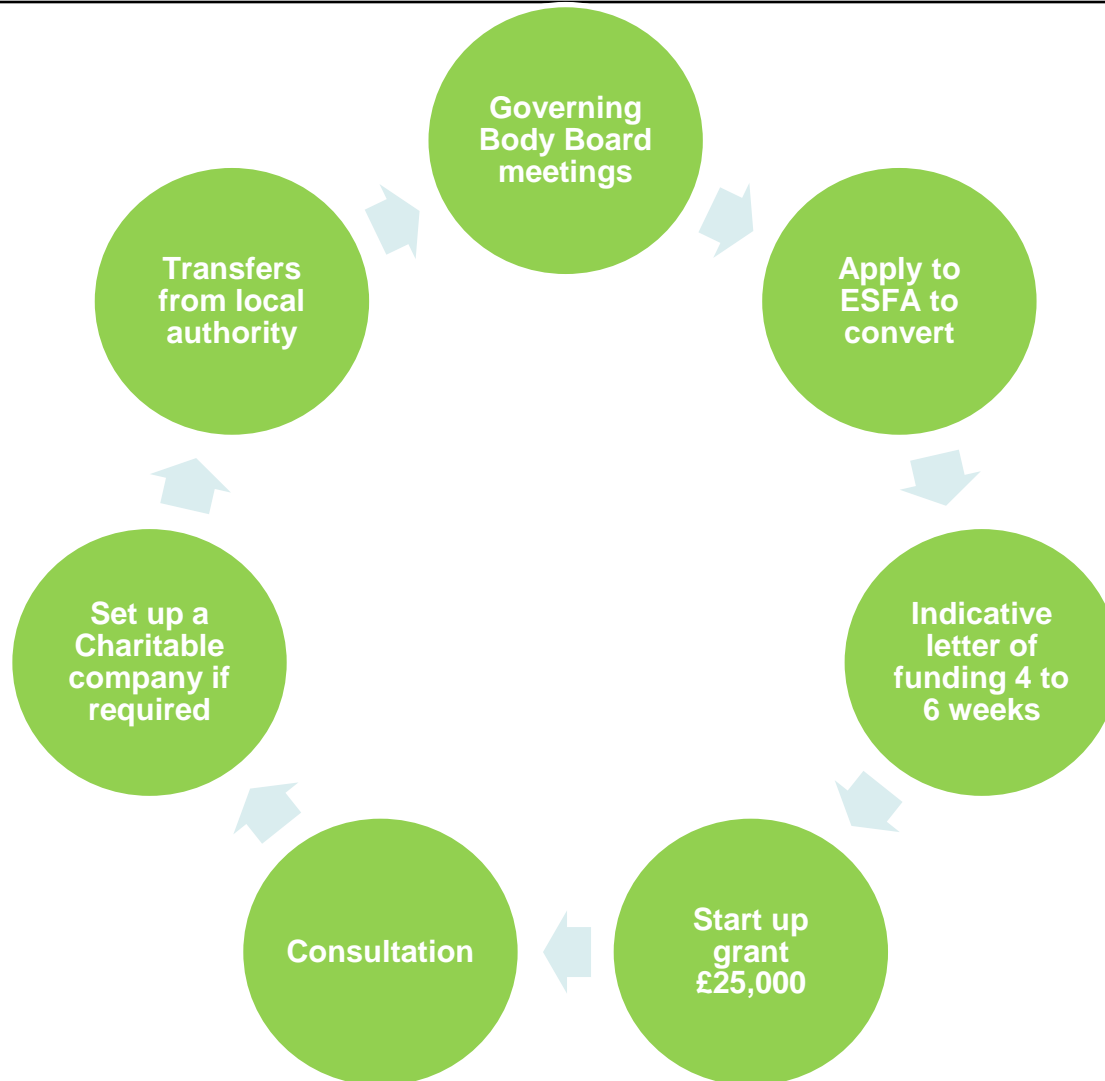 Governing
Body Board
meetings
Apply to
ESFA to
convert
Indicative
letter of
funding 4 to
6 weeks
Start up
grant
£25,000
Consultation
Set up a
Charitable
company if
required
Transfers
from local
authority